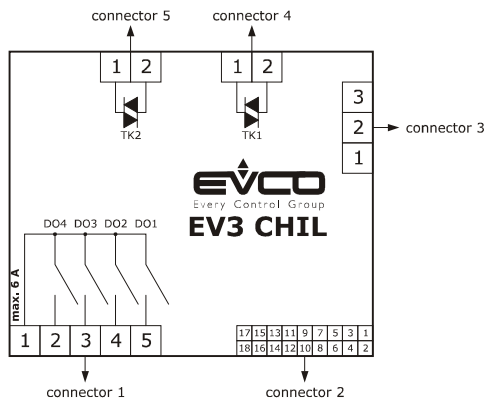 connector 5 connector 4
1 2 1 2
TK2 TK1
3
2 connector 3
1
EVCO
Every Control Group
EV3 CHIL
DO4 DO3 DO2 DO1
max. 6 A
1 2 3 4 5
17 15 13 11 9 7 5 3 1
18 16 14 12 10 8 6 4 2
connector 1 connector 2